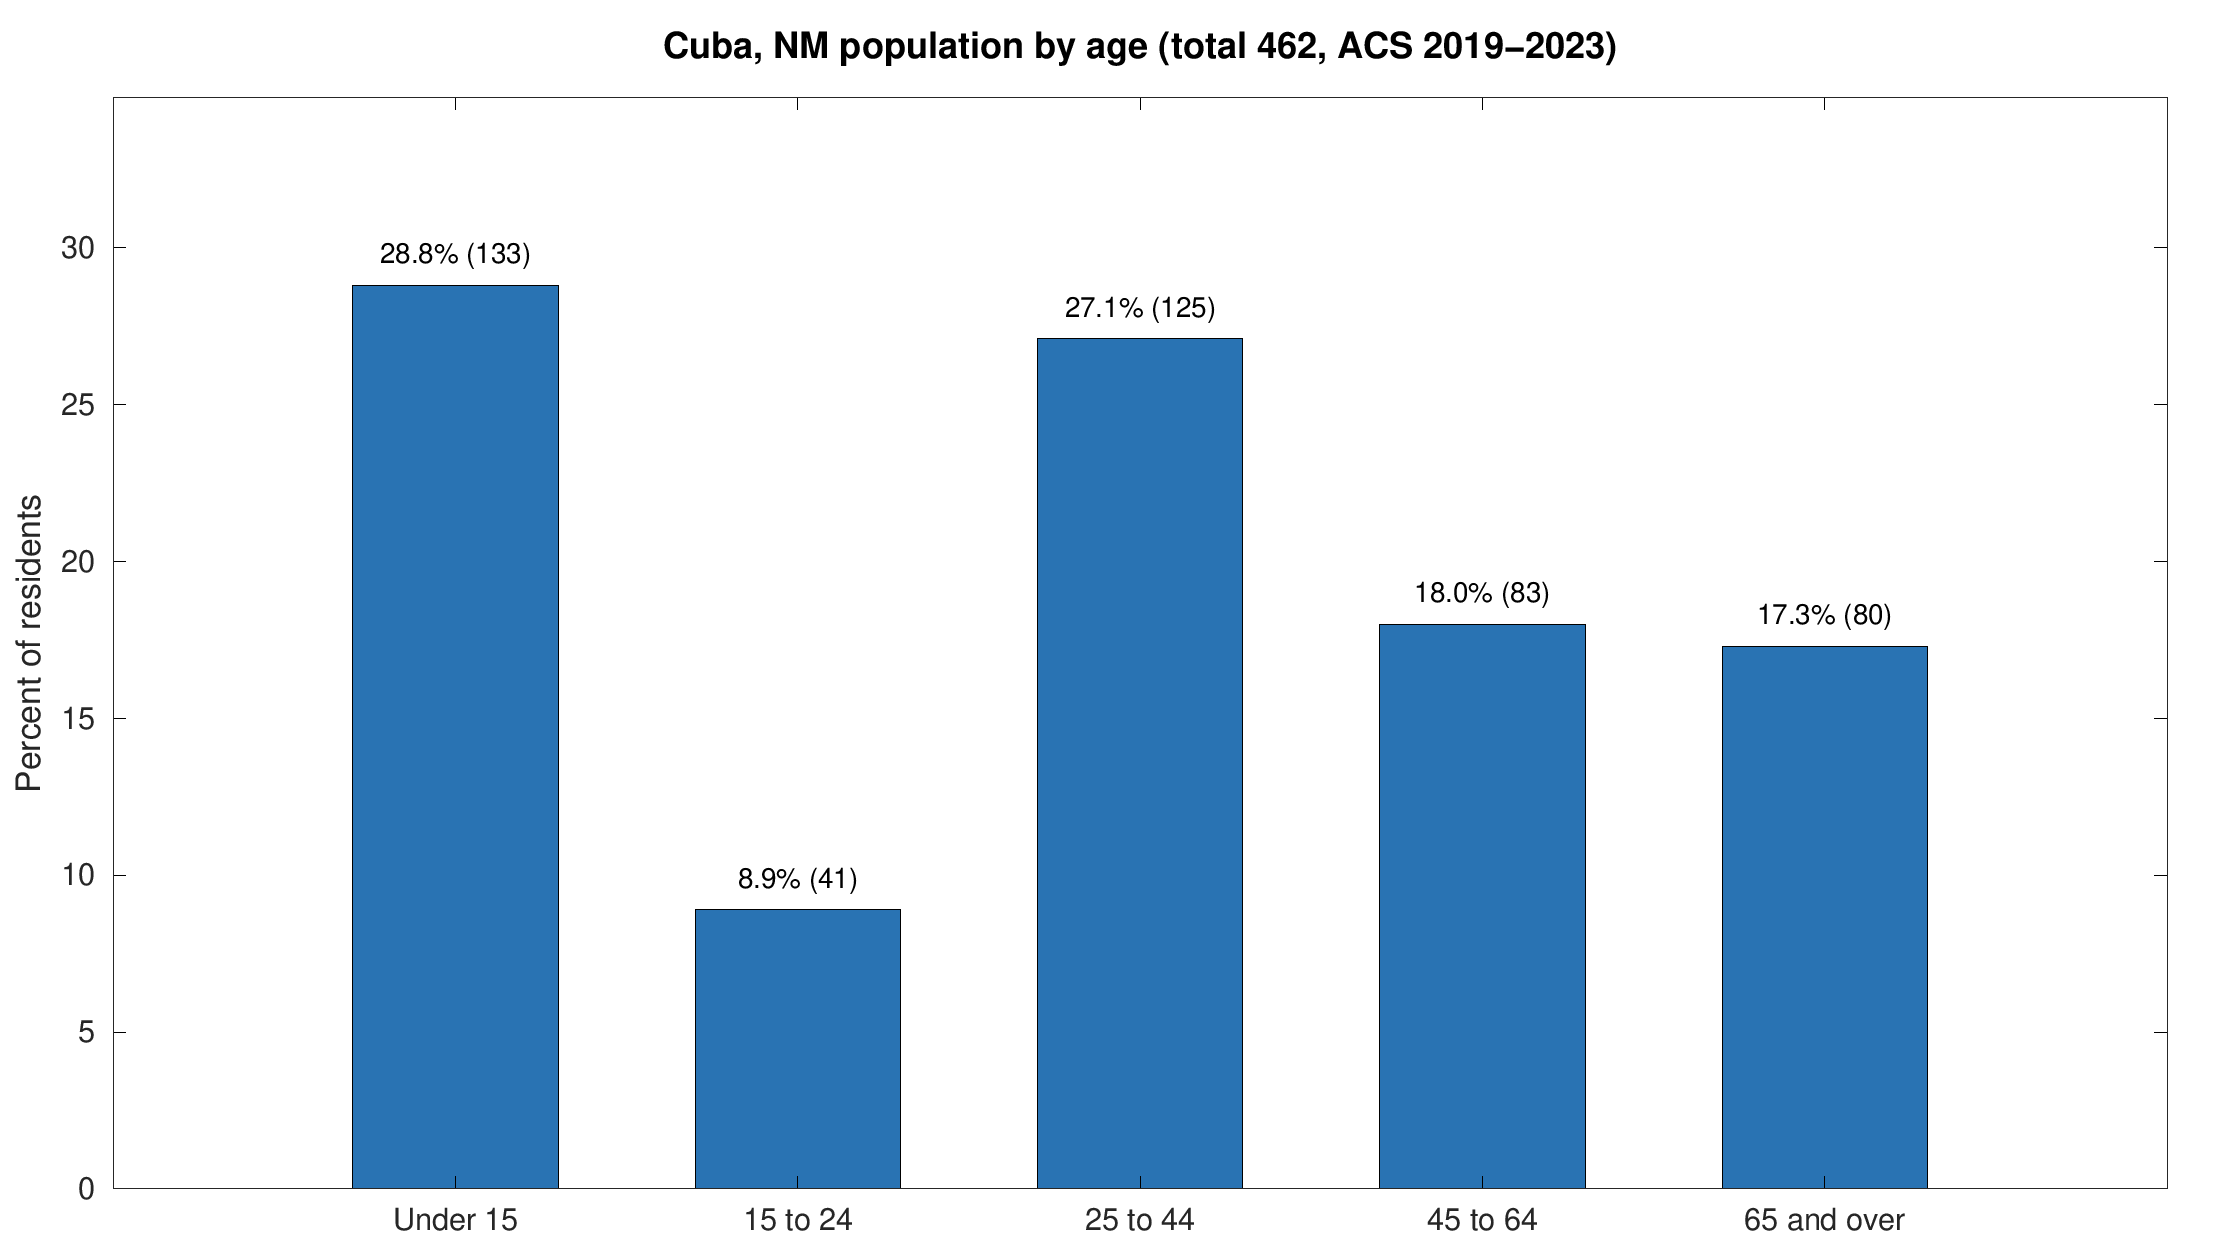 Cuba, NM population by age (total 462, ACS 2019–2023)
Percent of residents
30
25
20
15
10
5
0
28.8% (133)
8.9% (41)
27.1% (125)
18.0% (83)
17.3% (80)
Under 15
15 to 24
25 to 44
45 to 64
65 and over